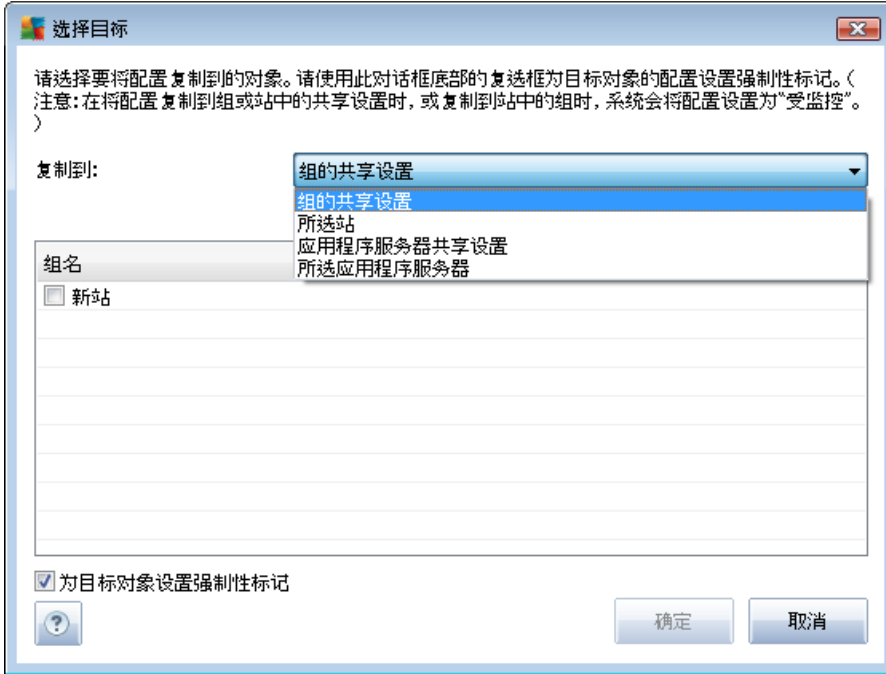 选择目标
请选择要将配置复制到的对象。请使用此对话框底部的复选框为目标对象的配置设置强制性标记。(
注意:在将配置复制到组或站中的共享设置时,或复制到站中的组时,系统会将配置设置为"受监控"。
)
复制到:
组的共享设置
组的共享设置
所选站
应用程序服务器共享设置
所选应用程序服务器
组名
新站
为目标对象设置强制性标记
?
确定
取消